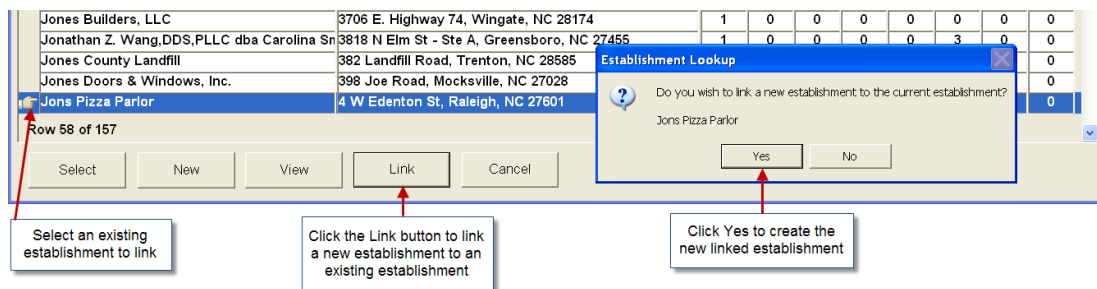 Jones Builders, LLC 3706 E. Highway 74, Wingate, NC 28174 1 0 0 0 0 0 0 0
Jonathan Z. Wang,DDS,PLLC dba Carolina Sm 3818 N Elm St - Ste A, Greensboro, NC 27455 1 0 0 0 0 3 0 0
Jones County Landfill 382 Landfill Road, Trenton, NC 28585 0
Jones Doors & Windows, Inc. 398 Joe Road, Mocksville, NC 27028 0
Jons Pizza Parlor 4 W Edenton St, Raleigh, NC 27601 0
Row 58 of 157
Select New View Link Cancel
Establishment Lookup
Do you wish to link a new establishment to the current establishment?
Jons Pizza Parlor
Yes No
Select an existing
establishment to link
Click the Link button to link
a new establishment to an
existing establishment
Click Yes to create the
new linked establishment